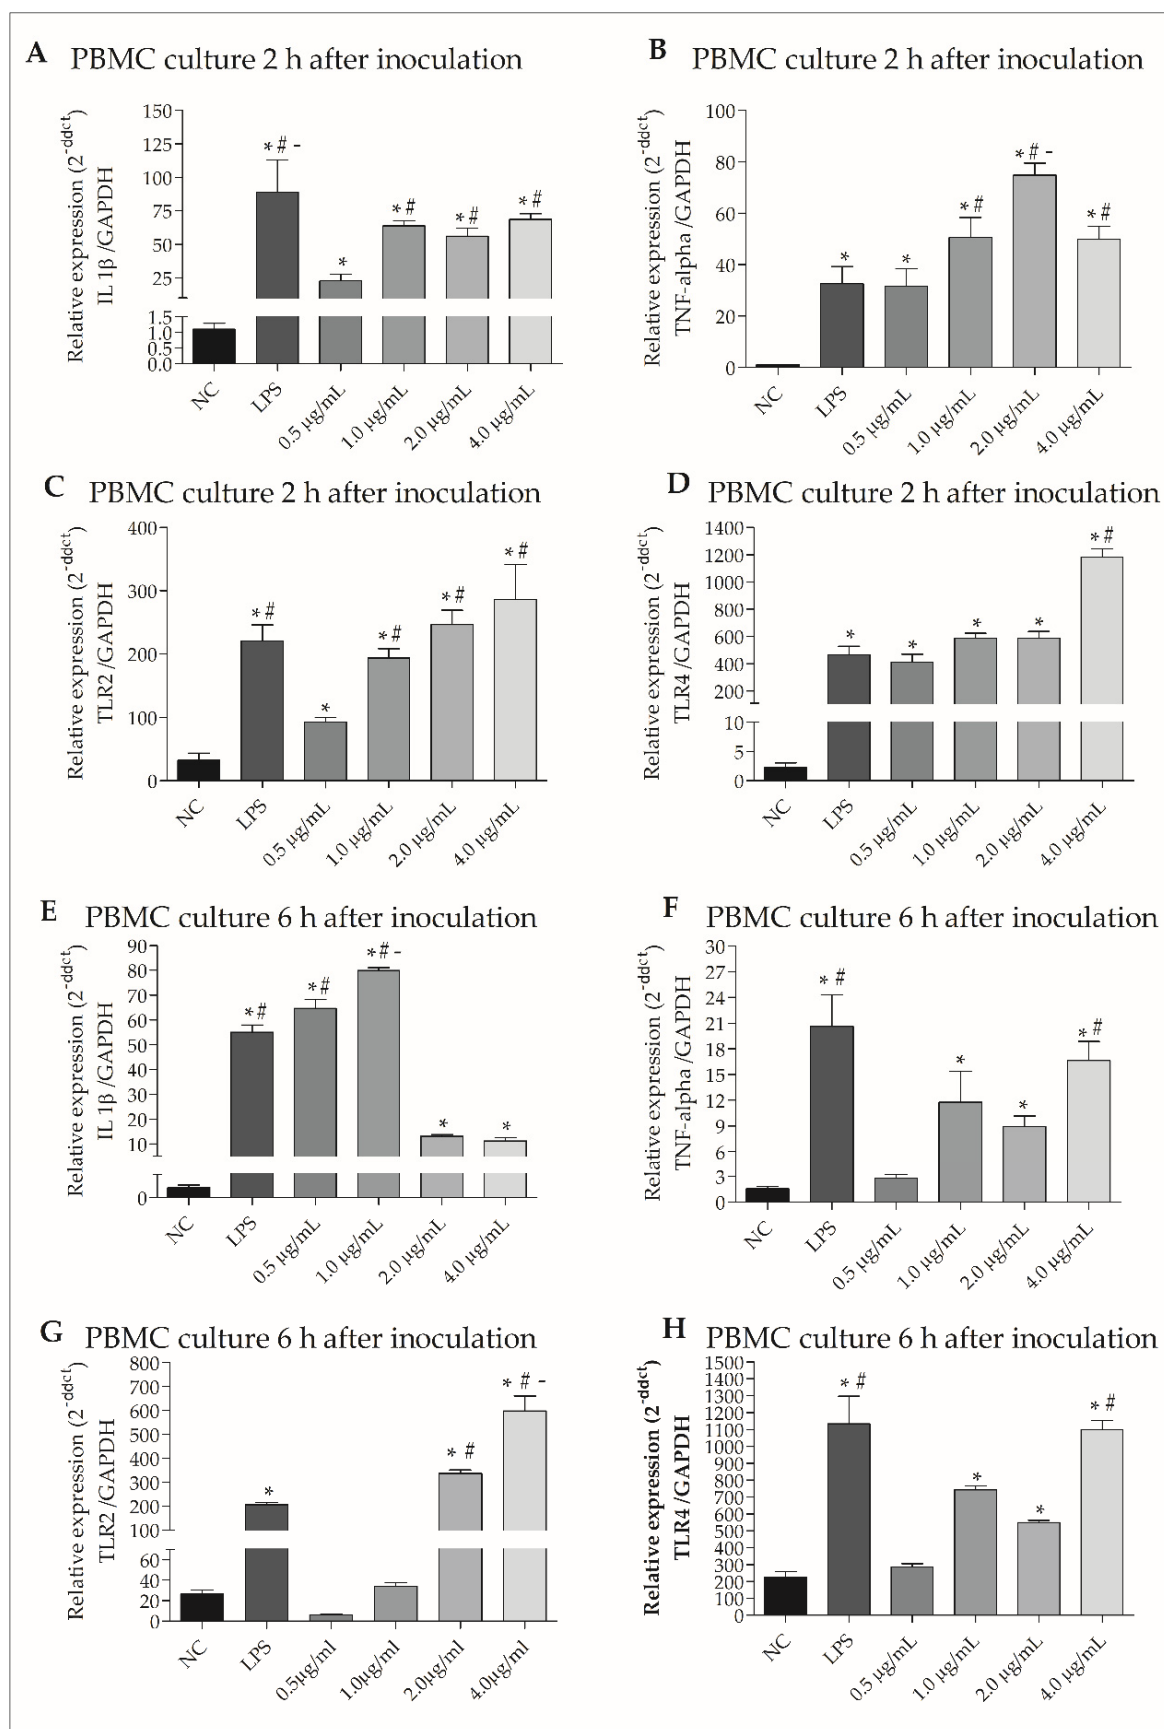 A PBMC culture 2 h after inoculation
Relative expression (2^-ddct)
IL 1β/GAPDH
150
125
100
75
50
25
1.5
1.0
0.5
0.0
* # -
*
* #
* #
* #
NC
LPS
0.5 µg/mL
1.0 µg/mL
2.0 µg/mL
4.0 µg/mL
B PBMC culture 2 h after inoculation
Relative expression (2^-ddct)
TNF-alpha/GAPDH
100
80
60
40
20
0
*
*
* #
* # -
* #
NC
LPS
0.5 µg/mL
1.0 µg/mL
2.0 µg/mL
4.0 µg/mL
C PBMC culture 2 h after inoculation
Relative expression (2^-ddct)
TLR2/GAPDH
400
300
200
100
0
* #
*
* #
* #
* #
NC
LPS
0.5 µg/mL
1.0 µg/mL
2.0 µg/mL
4.0 µg/mL
D PBMC culture 2 h after inoculation
Relative expression (2^-ddct)
TLR4/GAPDH
1400
1200
1000
800
600
400
200
10
5
0
*
*
*
*
* #
NC
LPS
0.5 µg/mL
1.0 µg/mL
2.0 µg/mL
4.0 µg/mL
E PBMC culture 6 h after inoculation
Relative expression (2^-ddct)
IL 1β/GAPDH
90
80
70
60
50
40
30
20
10
0
* #
* #
* # -
*
*
NC
LPS
0.5 µg/mL
1.0 µg/mL
2.0 µg/mL
4.0 µg/mL
F PBMC culture 6 h after inoculation
Relative expression (2^-ddct)
TNF-alpha/GAPDH
30
27
24
21
18
15
12
9
6
3
0
* #
*
*
* #
NC
LPS
0.5 µg/mL
1.0 µg/mL
2.0 µg/mL
4.0 µg/mL
G PBMC culture 6 h after inoculation
Relative expression (2^-ddct)
TLR2/GAPDH
800
700
600
500
400
300
200
100
60
40
20
0
*
* #
* # -
NC
LPS
0.5µg/ml
1.0µg/ml
2.0µg/ml
4.0µg/ml
H PBMC culture 6 h after inoculation
Relative expression (2^-ddct)
TLR4/GAPDH
1500
1400
1300
1200
1100
1000
900
800
700
600
500
400
300
200
100
0
* #
*
*
* #
NC
LPS
0.5 µg/mL
1.0 µg/mL
2.0 µg/mL
4.0 µg/mL